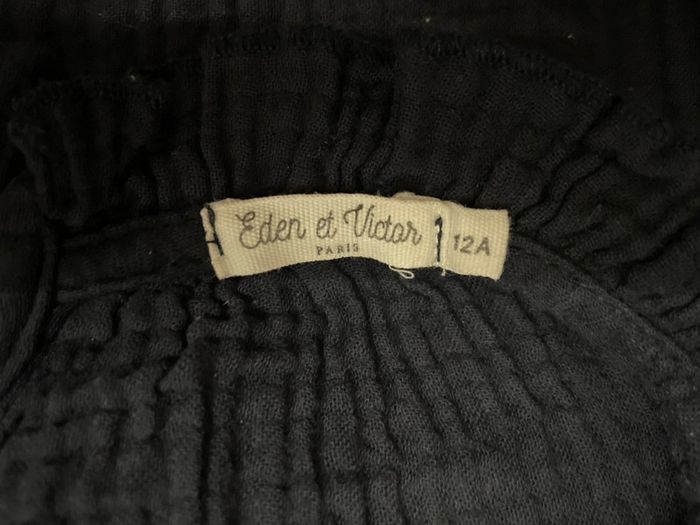 Eden et Victor
PARIS
12A